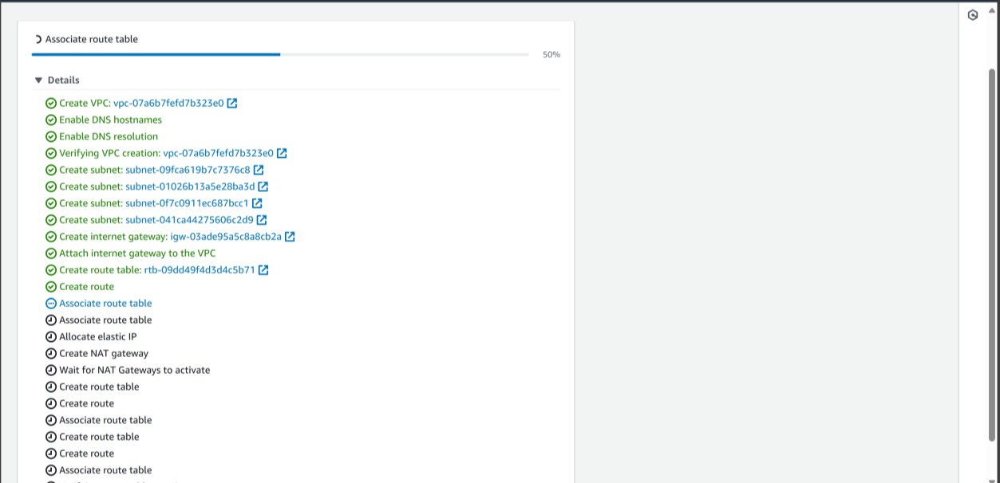 Associate route table
50%
Details
Create VPC: vpc-07a6b7fefd7b323e0
Enable DNS hostnames
Enable DNS resolution
Verifying VPC creation: vpc-07a6b7fefd7b323e0
Create subnet: subnet-09fca619b7c7376c8
Create subnet: subnet-01026b13a5e28ba3d
Create subnet: subnet-0f7c0911ec687bcc1
Create subnet: subnet-041ca44275606c2d9
Create internet gateway: igw-03ade95a5c8a8cb2a
Attach internet gateway to the VPC
Create route table: rtb-09dd49f4d3d4c5b71
Create route
Associate route table
Associate route table
Allocate elastic IP
Create NAT gateway
Wait for NAT Gateways to activate
Create route table
Create route
Associate route table
Create route table
Create route
Associate route table